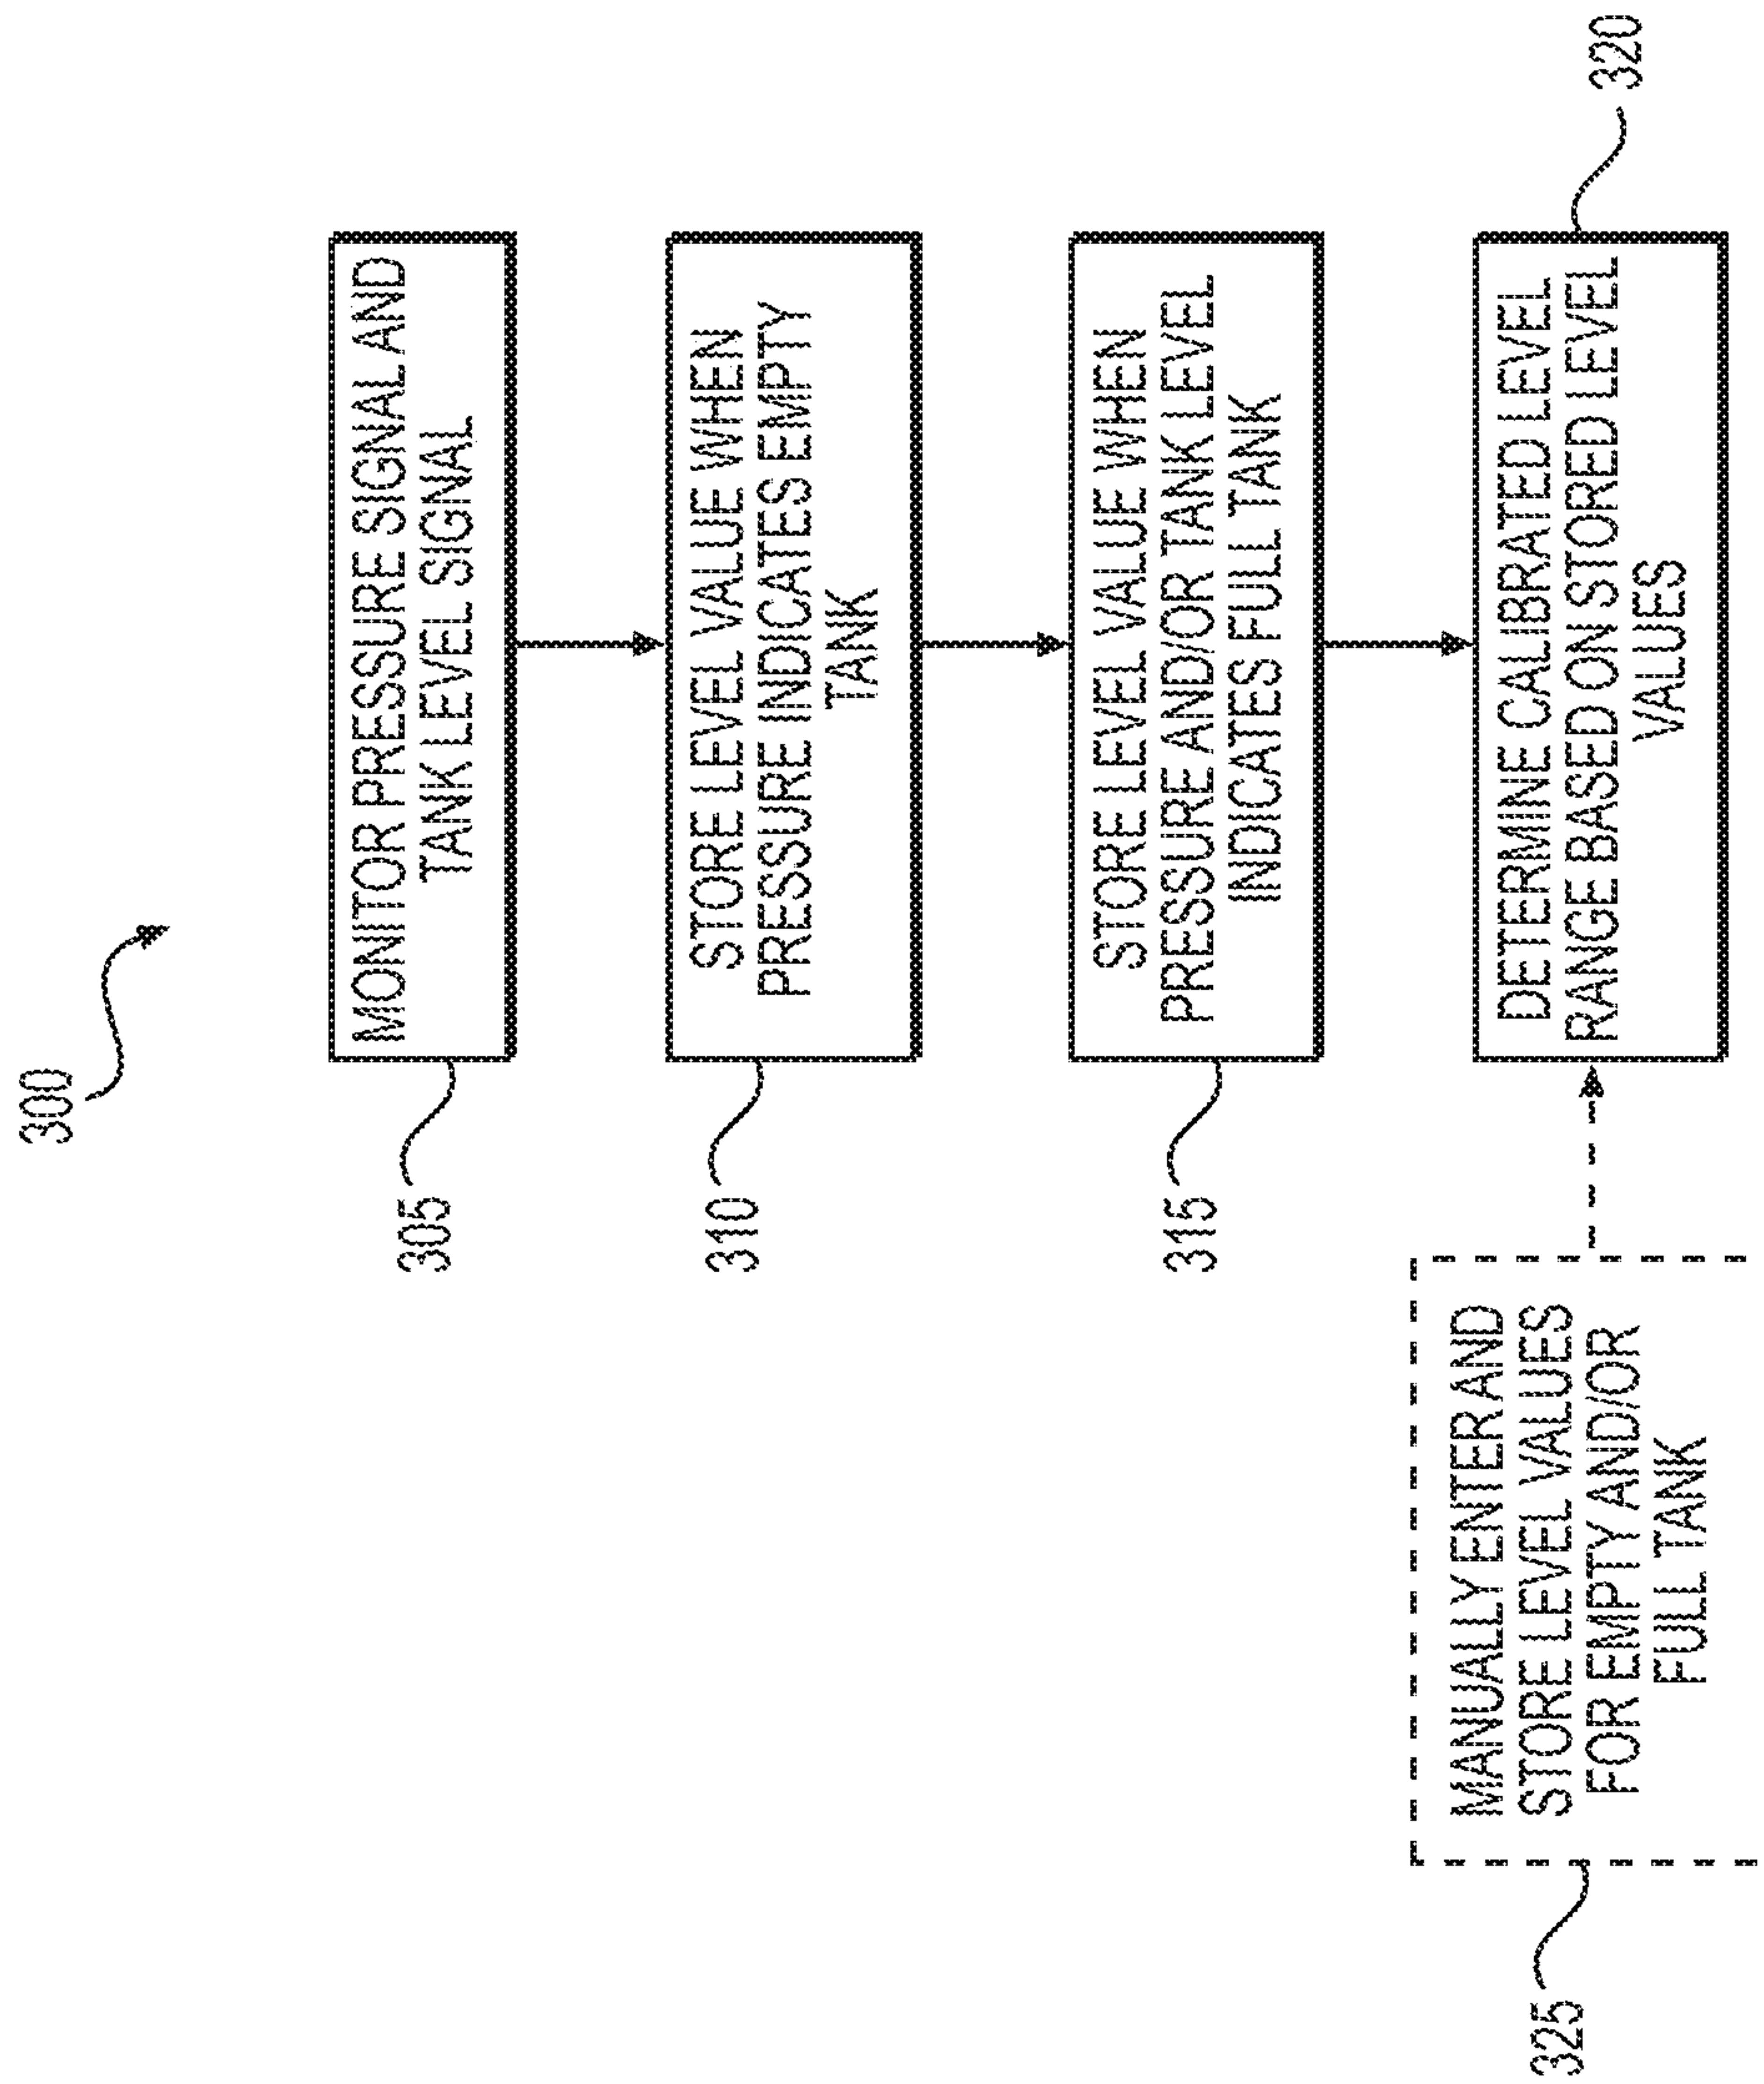 300
305
MONITOR PRESSURE SIGNAL AND
TANK LEVEL SIGNAL
310
STORE LEVEL VALUE WHEN
PRESSURE INDICATES EMPTY
TANK
315
STORE LEVEL VALUE WHEN
PRESSURE AND/OR TANK LEVEL
INDICATES FULL TANK
325
MANUALLY ENTER AND
STORE LEVEL VALUES
FOR EMPTY AND/OR
FULL TANK
DETERMINE CALIBRATED LEVEL
RANGE BASED ON STORED LEVEL
VALUES
320